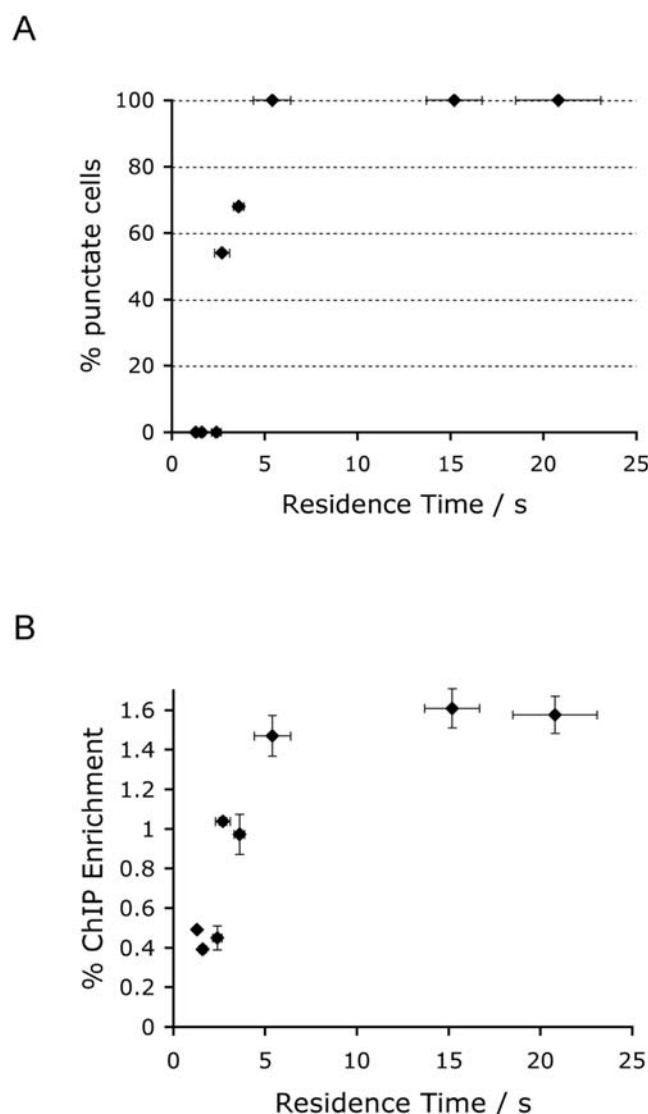 A
100
80
60
40
20
0
0 5 10 15 20 25
% punctate cells
Residence Time / s
B
1.6
1.4
1.2
1
0.8
0.6
0.4
0.2
0
0 5 10 15 20 25
% ChIP Enrichment
Residence Time / s